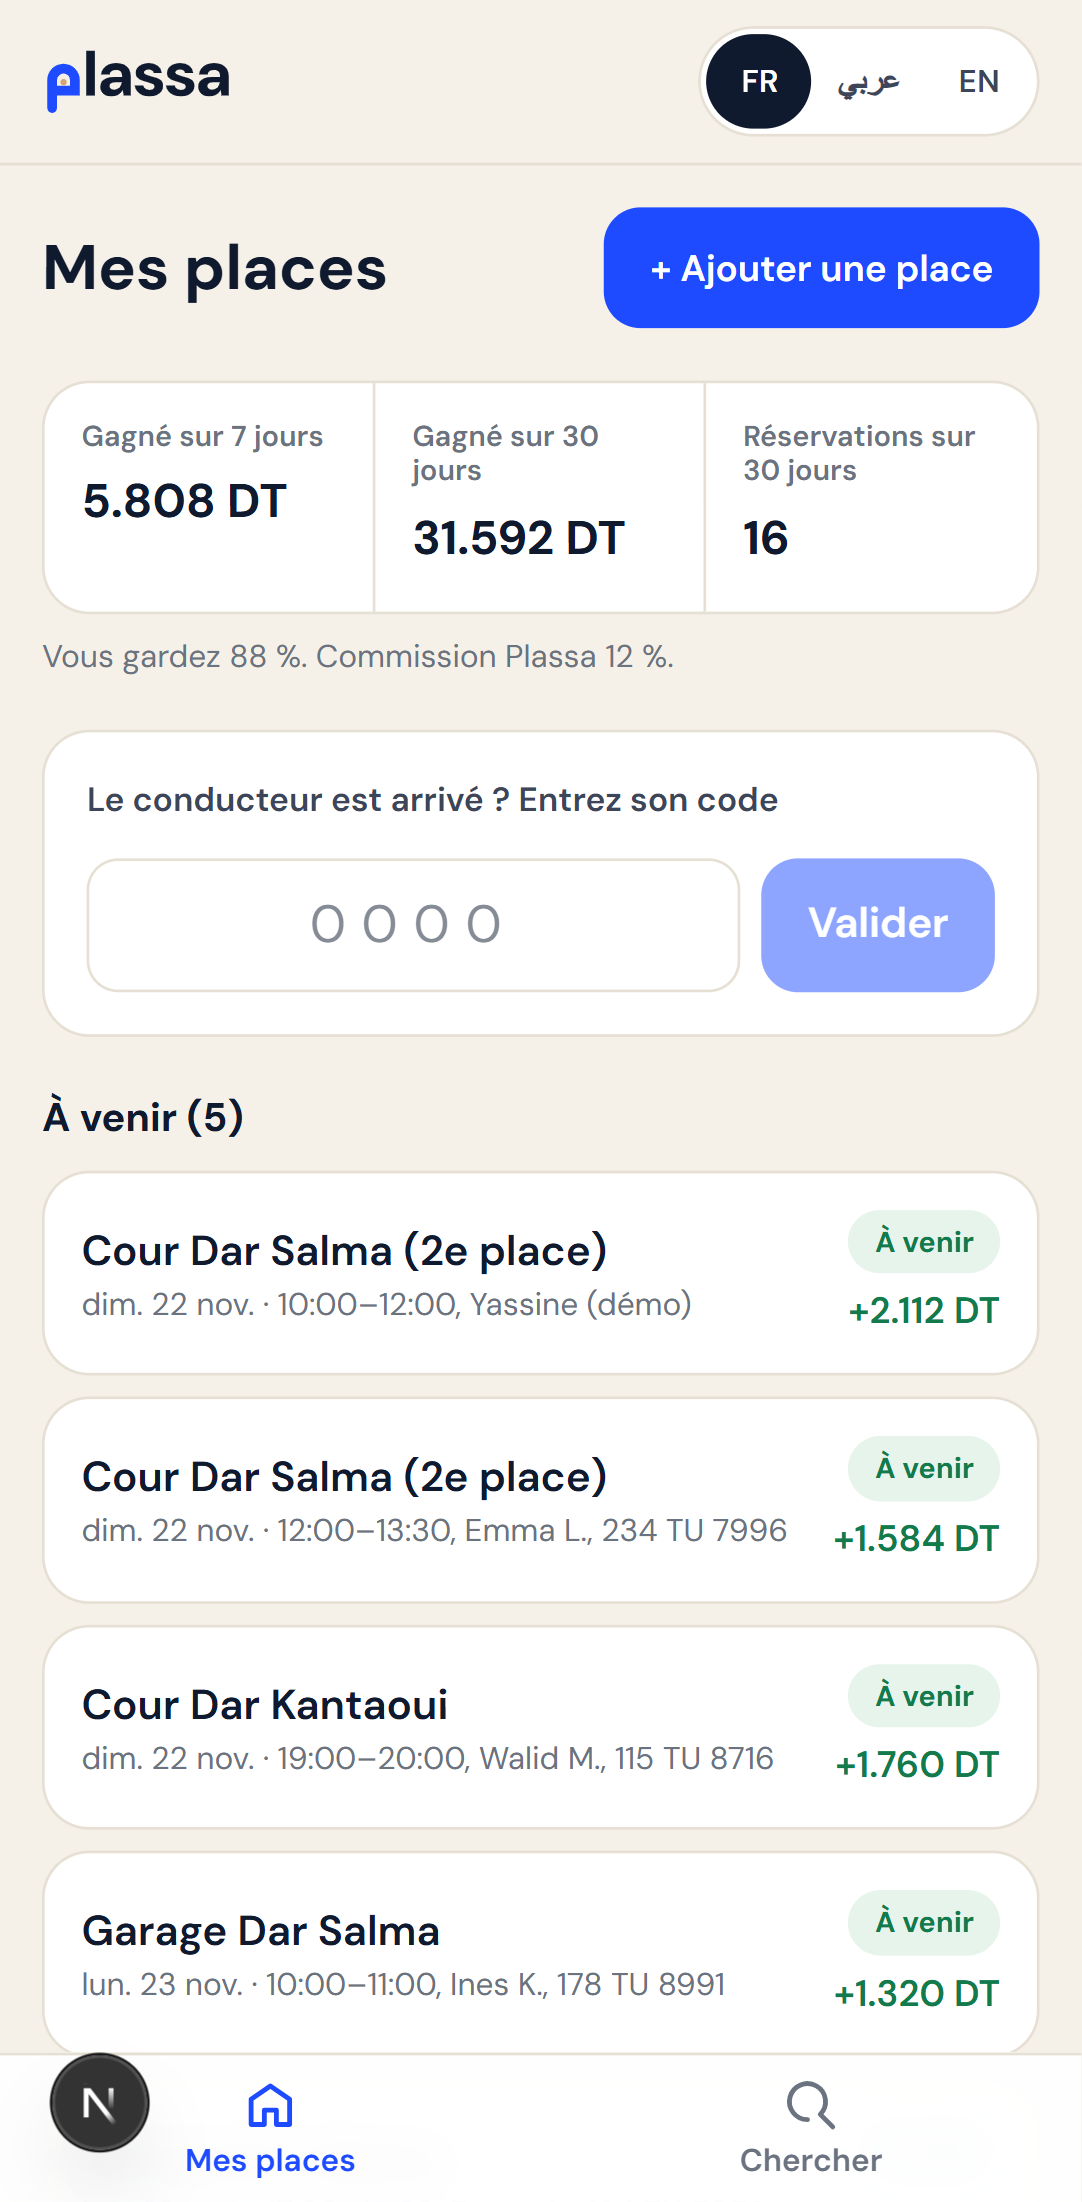 plassa
FR عربي EN
Mes places
+ Ajouter une place
Gagné sur 7 jours
5.808 DT
Gagné sur 30
jours
31.592 DT
Réservations sur
30 jours
16
Vous gardez 88 %. Commission Plassa 12 %.
Le conducteur est arrivé ? Entrez son code
0000
Valider
À venir (5)
Cour Dar Salma (2e place)
À venir
dim. 22 nov. · 10:00–12:00, Yassine (démo)
+2.112 DT
Cour Dar Salma (2e place)
À venir
dim. 22 nov. · 12:00–13:30, Emma L., 234 TU 7996
+1.584 DT
Cour Dar Kantaoui
À venir
dim. 22 nov. · 19:00–20:00, Walid M., 115 TU 8716
+1.760 DT
Garage Dar Salma
À venir
lun. 23 nov. · 10:00–11:00, Ines K., 178 TU 8991
+1.320 DT
N
Mes places
Chercher